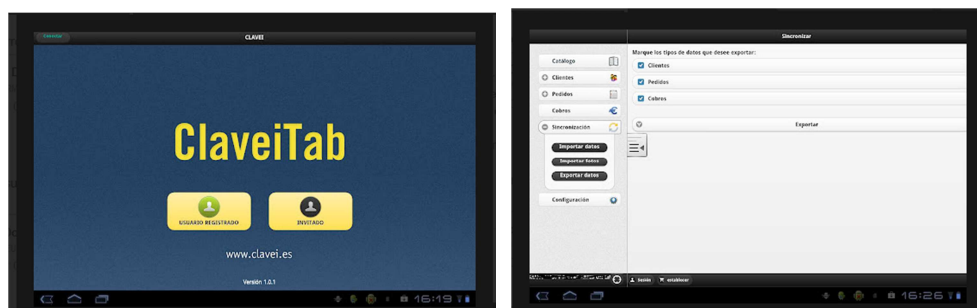 CLAVEI
ClaveiTab
USUARIO REGISTRADO
INVITADO
www.clavei.es
Versión 1.0.1
16:19
Sincronizar
Catálogo
Clientes
Pedidos
Cobros
Sincronización
Importar datos
Importar fotos
Exportar datos
Configuración
Marque los tipos de datos que desee exportar:
Clientes
Pedidos
Cobros
Exportar
Sesión
establecer
16:26